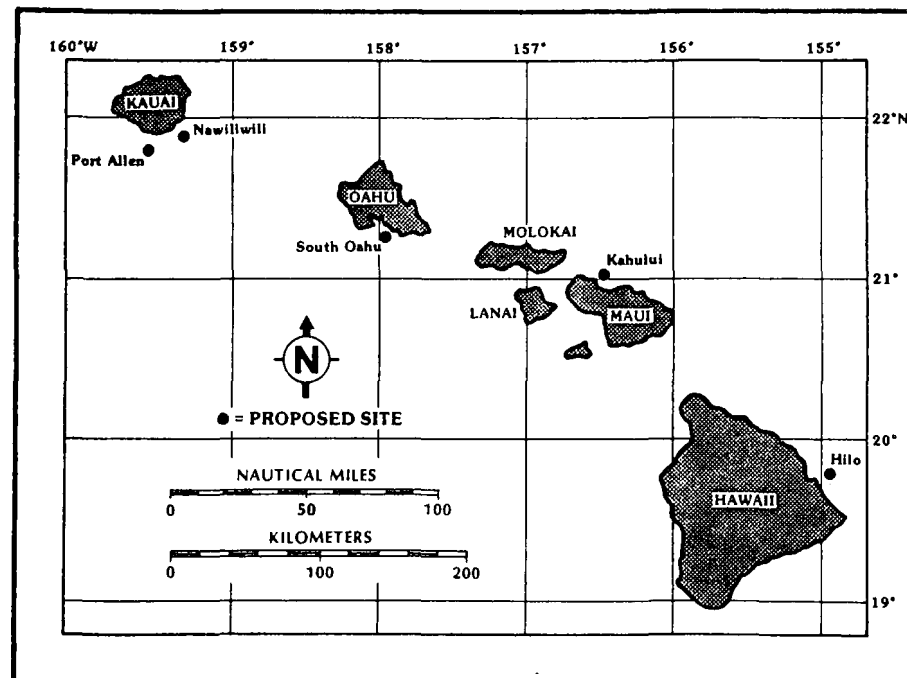 160°W 159° 158° 157° 156° 155°
KAUAI
Nawiliwili
22°N
Port Allen
OAHU
South Oahu
MOLOKAI
Kahului
21°
LANAI
MAUI
N
● = PROPOSED SITE
20°
Hilo
NAUTICAL MILES
0 50 100
HAWAII
KILOMETERS
0 100 200
19°